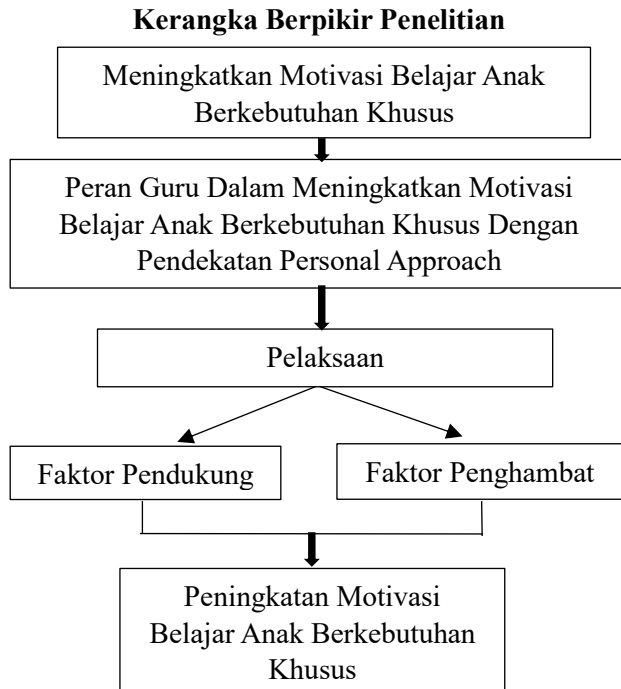 Kerangka Berpikir Penelitian
Meningkatkan Motivasi Belajar Anak
Berkebutuhan Khusus
Peran Guru Dalam Meningkatkan Motivasi
Belajar Anak Berkebutuhan Khusus Dengan
Pendekatan Personal Approach
Pelaksaan
Faktor Pendukung
Faktor Penghambat
Peningkatan Motivasi
Belajar Anak Berkebutuhan
Khusus